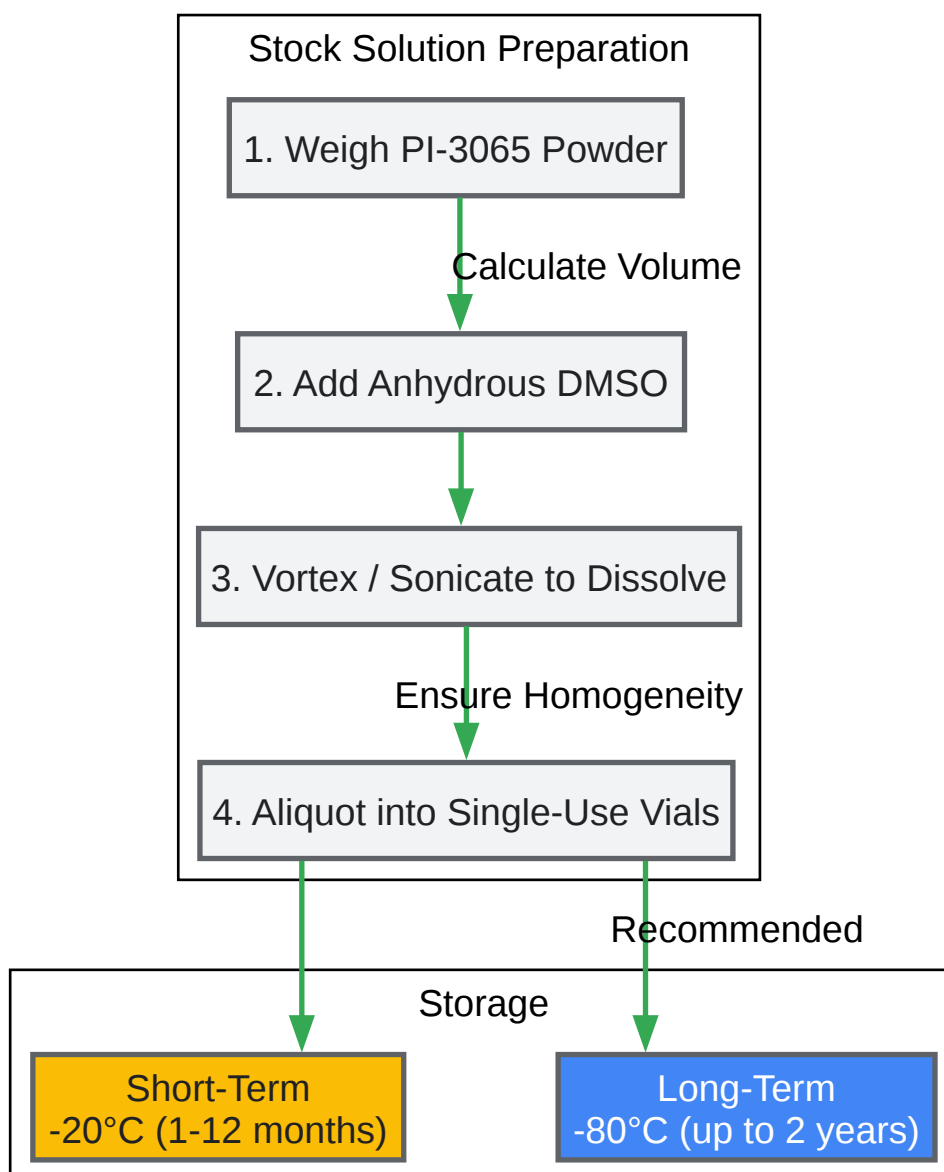 Stock Solution Preparation
1. Weigh PI-3065 Powder
Calculate Volume
2. Add Anhydrous DMSO
3. Vortex / Sonicate to Dissolve
Ensure Homogeneity
4. Aliquot into Single-Use Vials
Recommended
Storage
Short-Term
-20°C (1-12 months)
Long-Term
-80°C (up to 2 years)